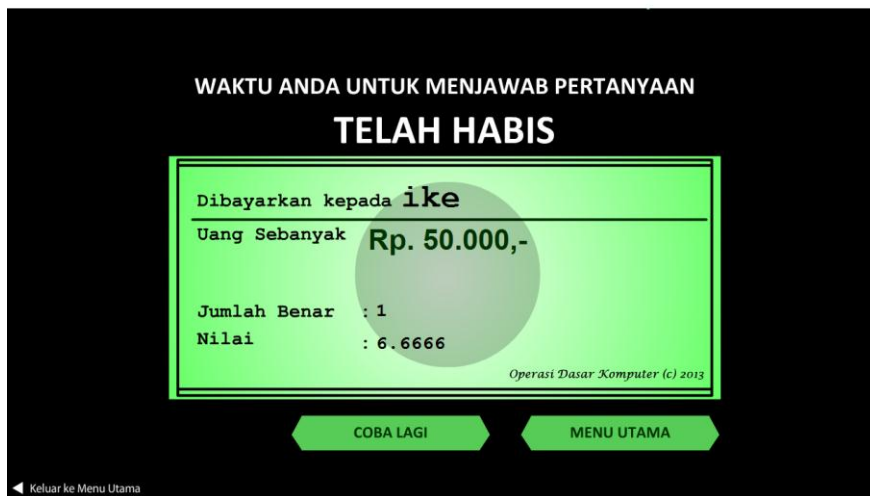 WAKTU ANDA UNTUK MENJAWAB PERTANYAAN
TELAH HABIS
Dibayarkan kepada ike
Uang Sebanyak Rp. 50.000,-
Jumlah Benar : 1
Nilai : 6.6666
Operasi Dasar Komputer (c) 2013
COBA LAGI
MENU UTAMA
Keluar ke Menu Utama